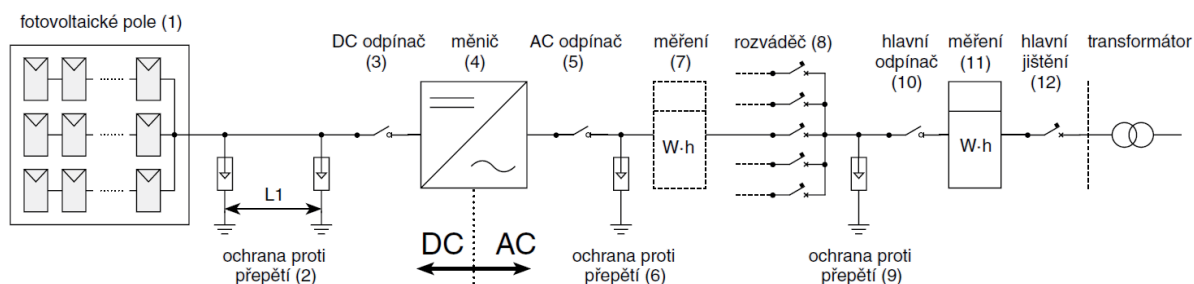 fotovoltaické pole (1)
DC odpínač
(3)
měnič
(4)
AC odpínač
(5)
měření
(7)
rozváděč (8)
hlavní
odpínač
(10)
měření
(11)
hlavní
jištění
(12)
transformátor
W·h
W·h
L1
DC
AC
ochrana proti
přepětí (2)
ochrana proti
přepětí (6)
ochrana proti
přepětí (9)